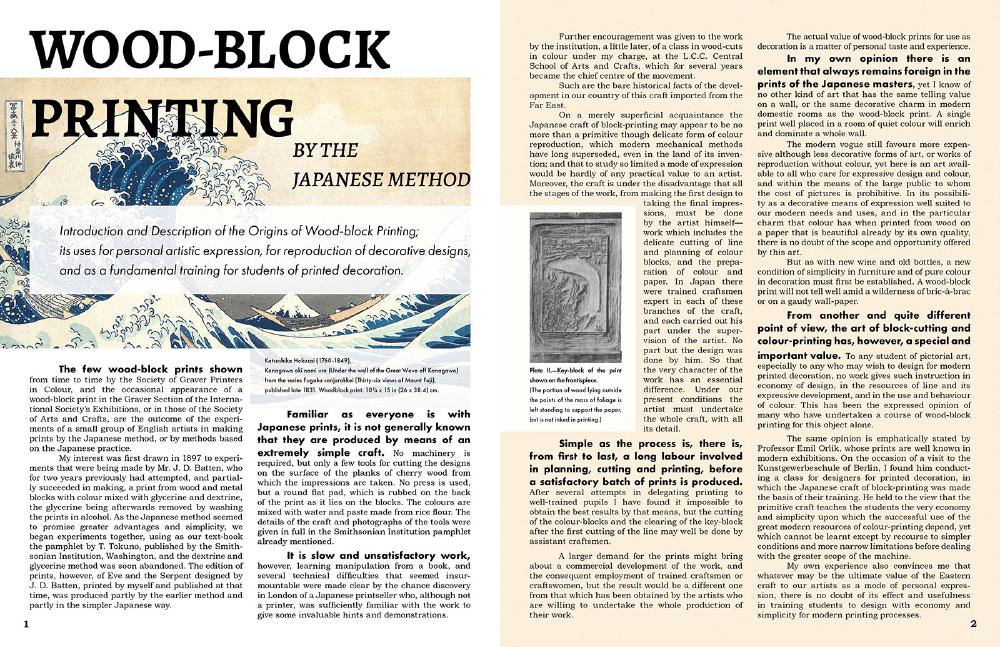 WOOD-BLOCK
PRINTING
BY THE
JAPANESE METHOD
Introduction and Description of the Origins of Wood-block Printing;
its uses for personal artistic expression, for reproduction of decorative designs,
and as a fundamental training for students of printed decoration.
The few wood-block prints shown
from time to time by the Society of Graver Printers
in Colour, and the occasional appearance of a
wood-block print in the Graver Section of the Interna-
tional Society's Exhibitions, or in those of the Society
of Arts and Crafts, are the outcome of the experi-
ments of a small group of English artists in making
prints by the Japanese method, or by methods based
on the Japanese practice.
My interest was first drawn in 1897 to experi-
ments that were being made by Mr. J. D. Batten, who
for two years previously had attempted, and partial-
ly succeeded in making, a print from wood and metal
blocks with colour mixed with glycerine and dextrine,
the glycerine being afterwards removed by washing
the prints in alcohol. As the Japanese method seemed
to promise greater advantages and simplicity, we
began experiments together, using as our text-book
the pamphlet by T. Tokuno, published by the Smith-
sonian Institution, Washington, and the dextrine and
glycerine method was soon abandoned. The edition of
prints, however, of Eve and the Serpent designed by
J. D. Batten, printed by myself and published at that
time, was produced partly by the earlier method and
partly in the simpler Japanese way.
1
Katsushika Hokusai (1760-1849),
Kanagawa oki nami ura (Under the wall of the Great Wave off Kanagawa)
from the series Fugaku sanjūrokkei (Thirty-six views of Mount Fuji),
published late 1831. Woodblock print. 10¼ x 15 in (26 x 38.4) cm.
Familiar as everyone is with
Japanese prints, it is not generally known
that they are produced by means of an
extremely simple craft. No machinery is
required, but only a few tools for cutting the designs
on the surface of the planks of cherry wood from
which the impressions are taken. No press is used,
but a round flat pad, which is rubbed on the back
of the print as it lies on the blocks. The colours are
mixed with water and paste made from rice flour. The
details of the craft and photographs of the tools were
given in full in the Smithsonian Institution pamphlet
already mentioned.
It is slow and unsatisfactory work,
however, learning manipulation from a book, and
several technical difficulties that seemed insur-
mountable were made clear by the chance discovery
in London of a Japanese printseller who, although not
a printer, was sufficiently familiar with the work to
give some invaluable hints and demonstrations.
Further encouragement was given to the work
by the institution, a little later, of a class in wood-cuts
in colour under my charge, at the L.C.C. Central
School of Arts and Crafts, which for several years
became the chief centre of the movement.
Such are the bare historical facts of the devel-
opment in our country of this craft imported from the
Far East.
On a merely superficial acquaintance the
Japanese craft of block-printing may appear to be no
more than a primitive though delicate form of colour
reproduction, which modern mechanical methods
have long superseded, even in the land of its inven-
tion; and that to study so limited a mode of expression
would be hardly of any practical value to an artist.
Moreover, the craft is under the disadvantage that all
the stages of the work, from making the first design to
taking the final impres-
sions, must be done
by the artist himself—
work which includes the
delicate cutting of line
and planning of colour
blocks, and the prepa-
ration of colour and
paper. In Japan there
were trained craftsmen
expert in each of these
branches of the craft,
and each carried out his
part under the super-
vision of the artist. No
part but the design was
done by him. So that
the very character of the
work has an essential
difference. Under our
present conditions the
artist must undertake
the whole craft, with all
its detail.
Plate II.—Key-block of the print
shown on the frontispiece.
(The portion of wood lying outside
the points of the mass of foliage is
left standing to support the paper,
but is not inked in printing.)
Simple as the process is, there is,
from first to last, a long labour involved
in planning, cutting and printing, before
a satisfactory batch of prints is produced.
After several attempts in delegating printing to
well-trained pupils I have found it impossible to
obtain the best results by that means, but the cutting
of the colour-blocks and the clearing of the key-block
after the first cutting of the line may well be done by
assistant craftsmen.
A larger demand for the prints might bring
about a commercial development of the work, and
the consequent employment of trained craftsmen or
craftswomen, but the result would be a different one
from that which has been obtained by the artists who
are willing to undertake the whole production of
their work.
The actual value of wood-block prints for use as
decoration is a matter of personal taste and experience.
In my own opinion there is an
element that always remains foreign in the
prints of the Japanese masters, yet I know of
no other kind of art that has the same telling value
on a wall, or the same decorative charm in modern
domestic rooms as the wood-block print. A single
print well placed in a room of quiet colour will enrich
and dominate a whole wall.
The modern vogue still favours more expen-
sive although less decorative forms of art, or works of
reproduction without colour, yet here is an art avail-
able to all who care for expressive design and colour,
and within the means of the large public to whom
the cost of pictures is prohibitive. In its possibili-
ty as a decorative means of expression well suited to
our modern needs and uses, and in the particular
charm that colour has when printed from wood on
a paper that is beautiful already by its own quality,
there is no doubt of the scope and opportunity offered
by this art.
But as with new wine and old bottles, a new
condition of simplicity in furniture and of pure colour
in decoration must first be established. A wood-block
print will not tell well amid a wilderness of bric-à-brac
or on a gaudy wall-paper.
From another and quite different
point of view, the art of block-cutting and
colour-printing has, however, a special and
important value. To any student of pictorial art,
especially to any who may wish to design for modern
printed decoration, no work gives such instruction in
economy of design, in the resources of line and its
expressive development, and in the use and behaviour
of colour. This has been the expressed opinion of
many who have undertaken a course of wood-block
printing for this object alone.
The same opinion is emphatically stated by
Professor Emil Orlik, whose prints are well known in
modern exhibitions. On the occasion of a visit to the
Kunstgewerbeschule of Berlin, I found him conduct-
ing a class for designers for printed decoration, in
which the Japanese craft of block-printing was made
the basis of their training. He held to the view that the
primitive craft teaches the students the very economy
and simplicity upon which the successful use of the
great modern resources of colour-printing depend, yet
which cannot be learnt except by recourse to simpler
conditions and more narrow limitations before dealing
with the greater scope of the machine.
My own experience also convinces me that
whatever may be the ultimate value of the Eastern
craft to our artists as a mode of personal expres-
sion, there is no doubt of its effect and usefulness
in training students to design with economy and
simplicity for modern printing processes.
2